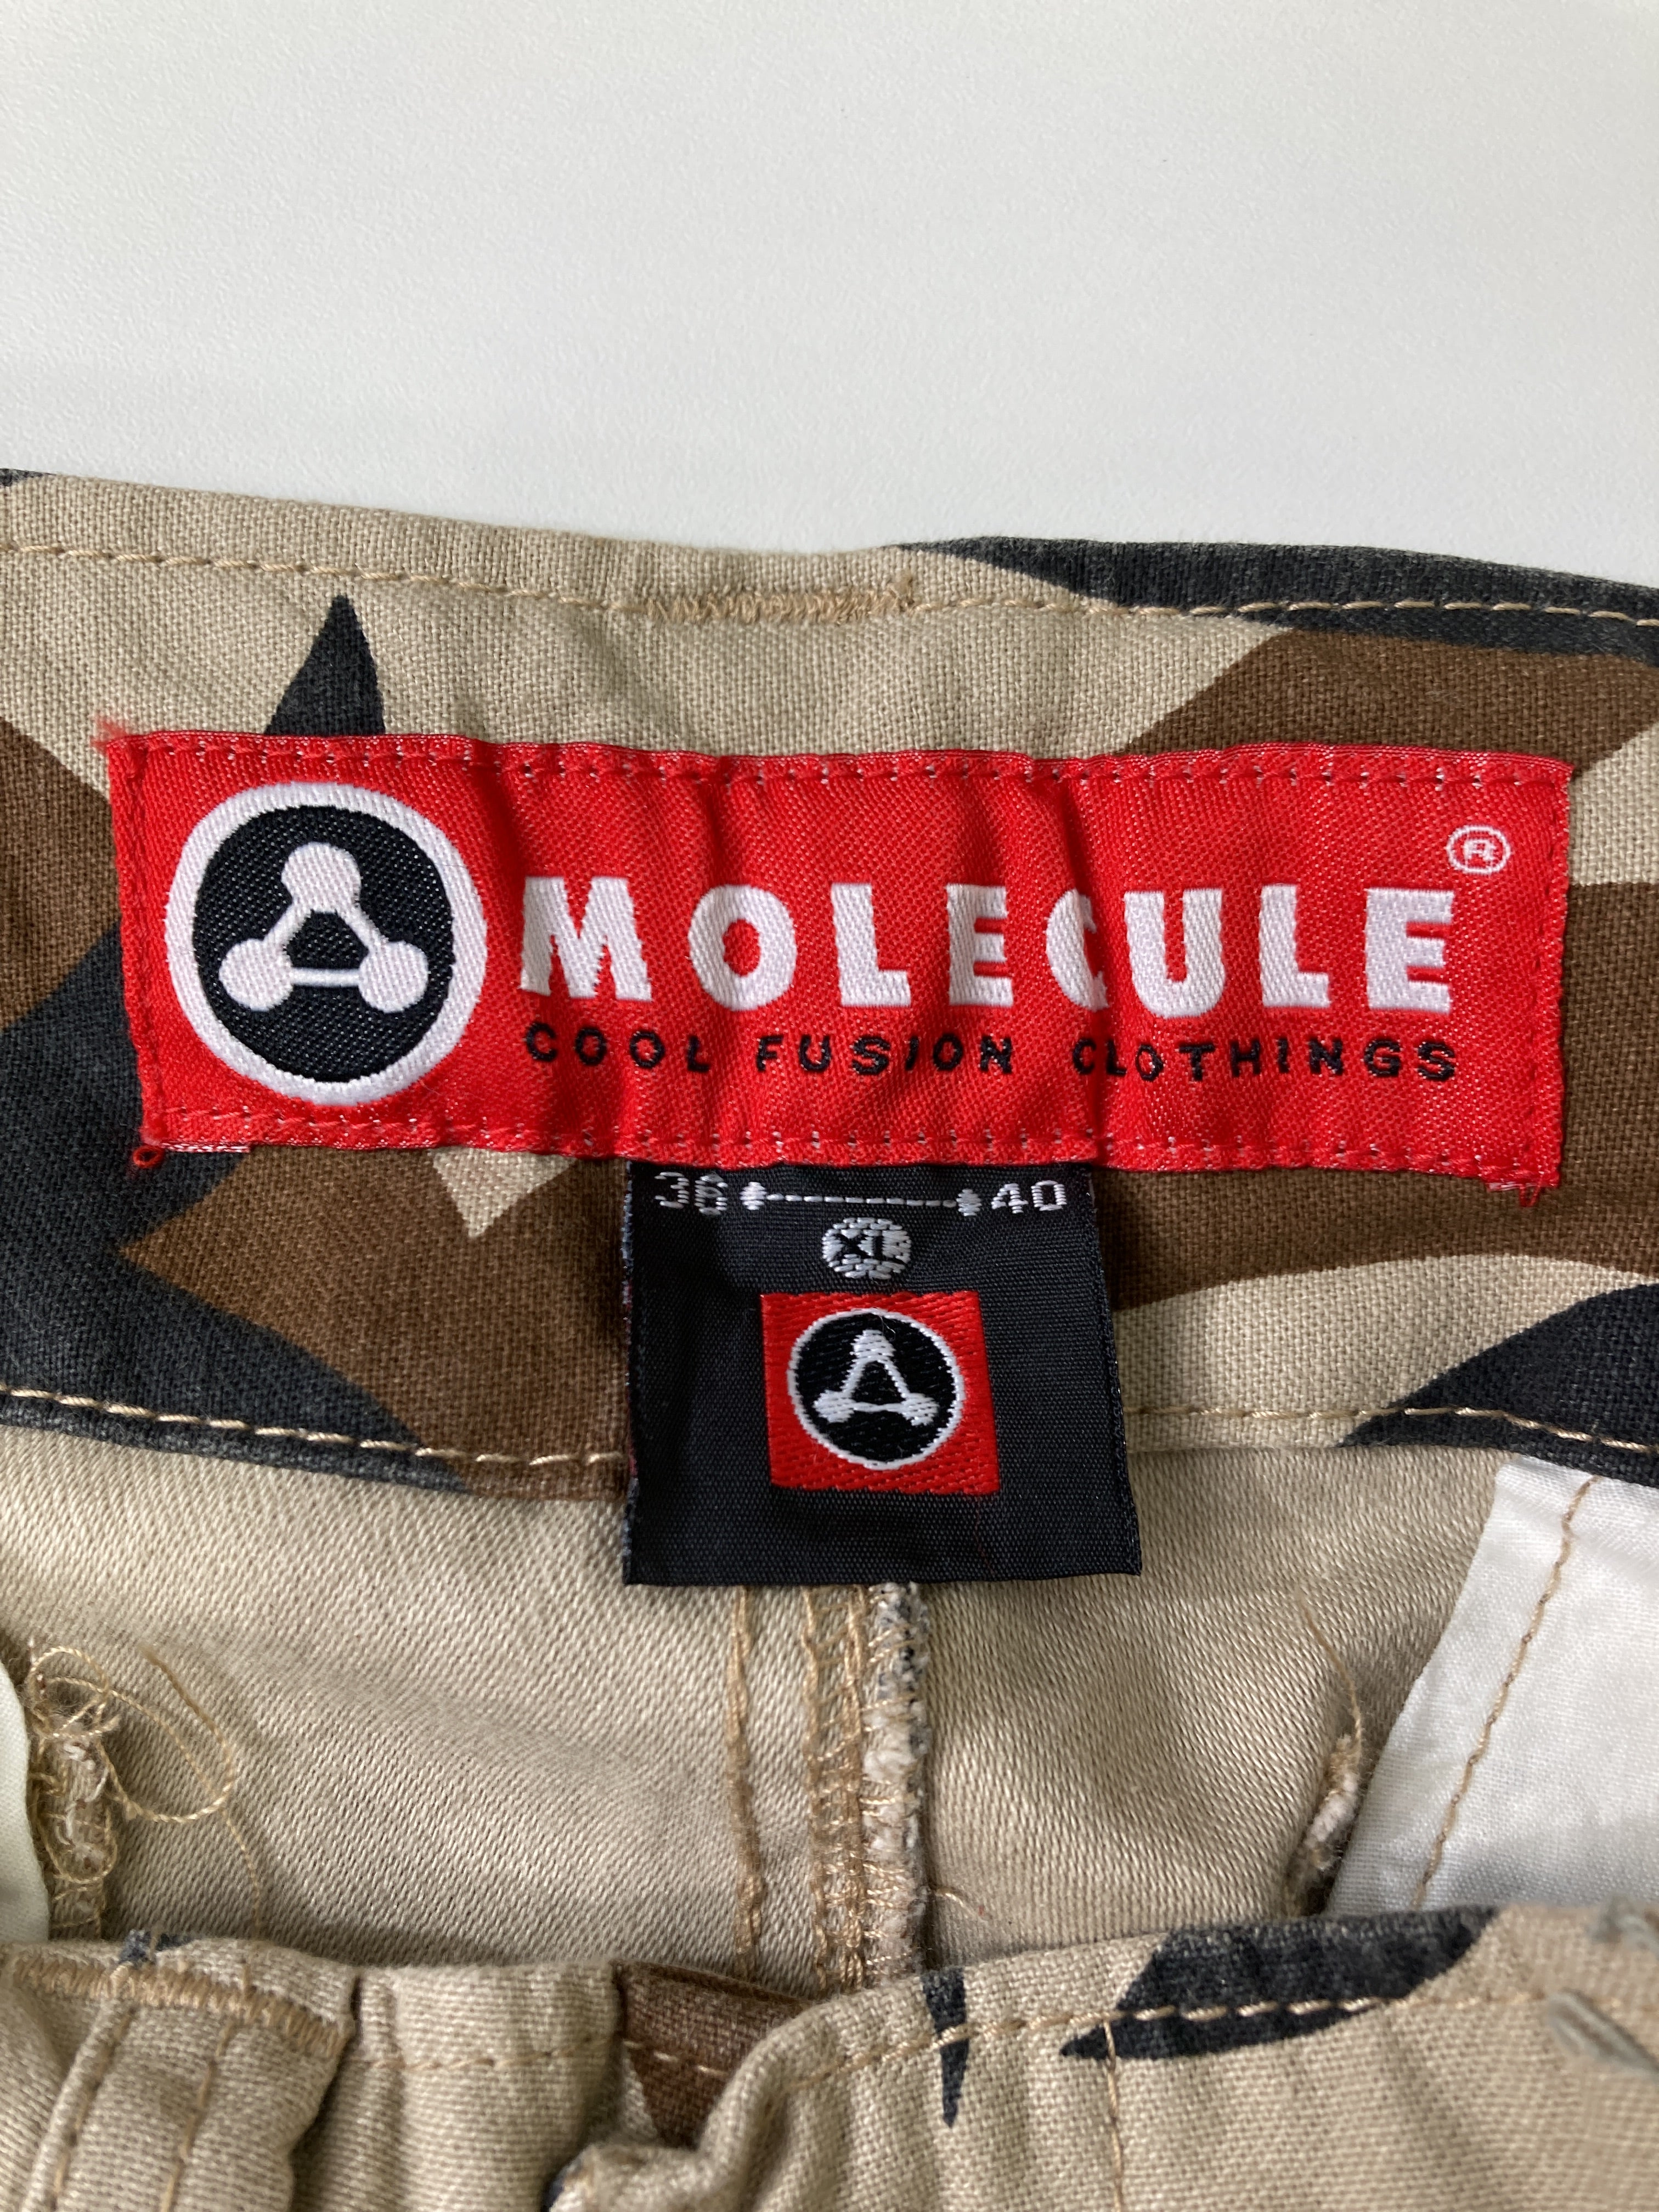 MOLECULE®
COOL FUSION CLOTHINGS
36 40
XL